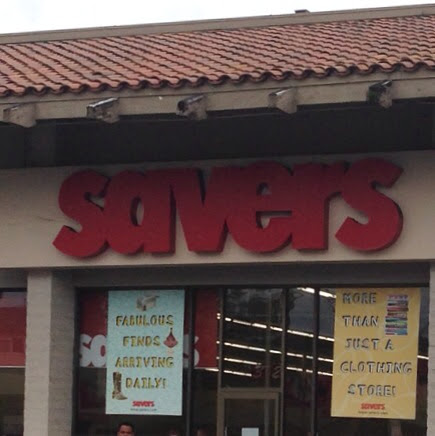 savers
FABULOUS
FINDS
ARRIVING
DAILY!
savers
MORE
THAN
JUST A
CLOTHING
STORE!
savers